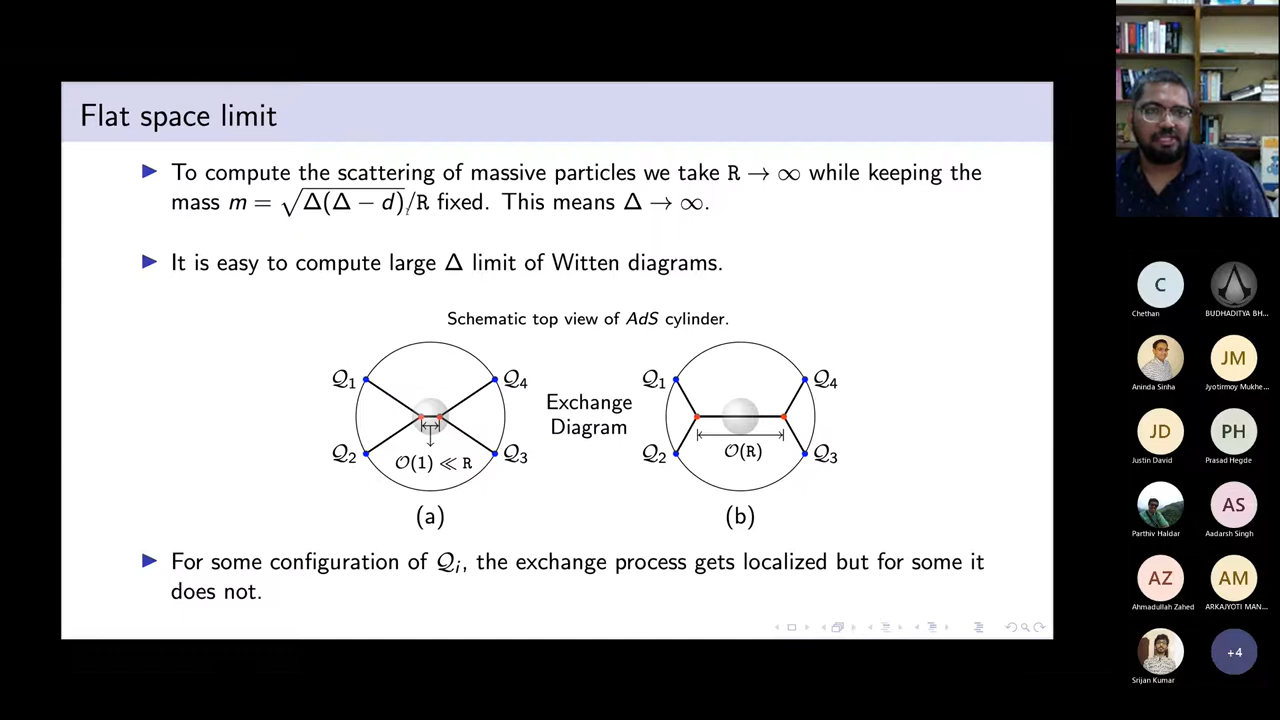 Flat space limit
▶ To compute the scattering of massive particles we take R → ∞ while keeping the
mass m = √Δ(Δ − d)/R fixed. This means Δ → ∞.
▶ It is easy to compute large Δ limit of Witten diagrams.
Schematic top view of AdS cylinder.
Q₁ Q₄
Q₂ Q₃
O(1) ≪ R
(a)
Exchange
Diagram
Q₁ Q₄
Q₂ Q₃
O(R)
(b)
▶ For some configuration of Qᵢ, the exchange process gets localized but for some it
does not.
C
Chethan
BUDHADITYA BH...
Aninda Sinha
JM
Jyotirmoy Mukhe...
JD
Justin David
PH
Prasad Hegde
Parthiv Haldar
AS
Aadarsh Singh
AZ
Ahmadullah Zahed
AM
ARKAJYOTI MAN...
Srijan Kumar
+4